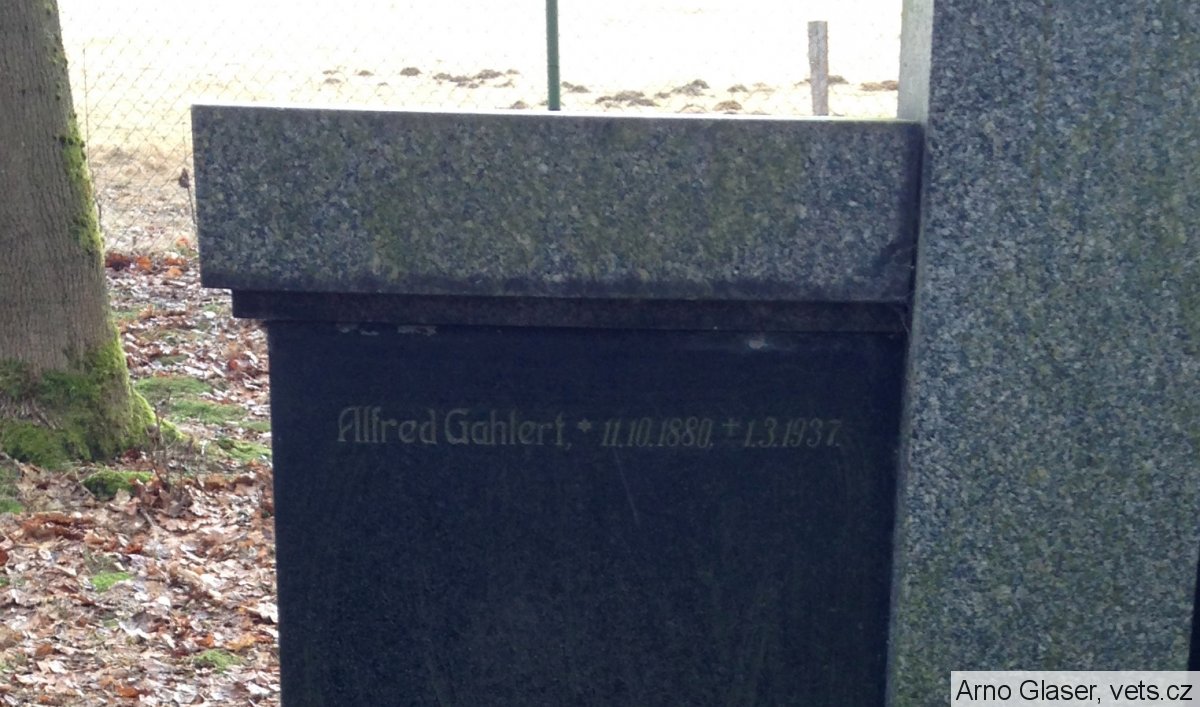 Alfred Gahlert, * 11.10.1880, ± 1.3.1937.
Arno Glaser, vets.cz